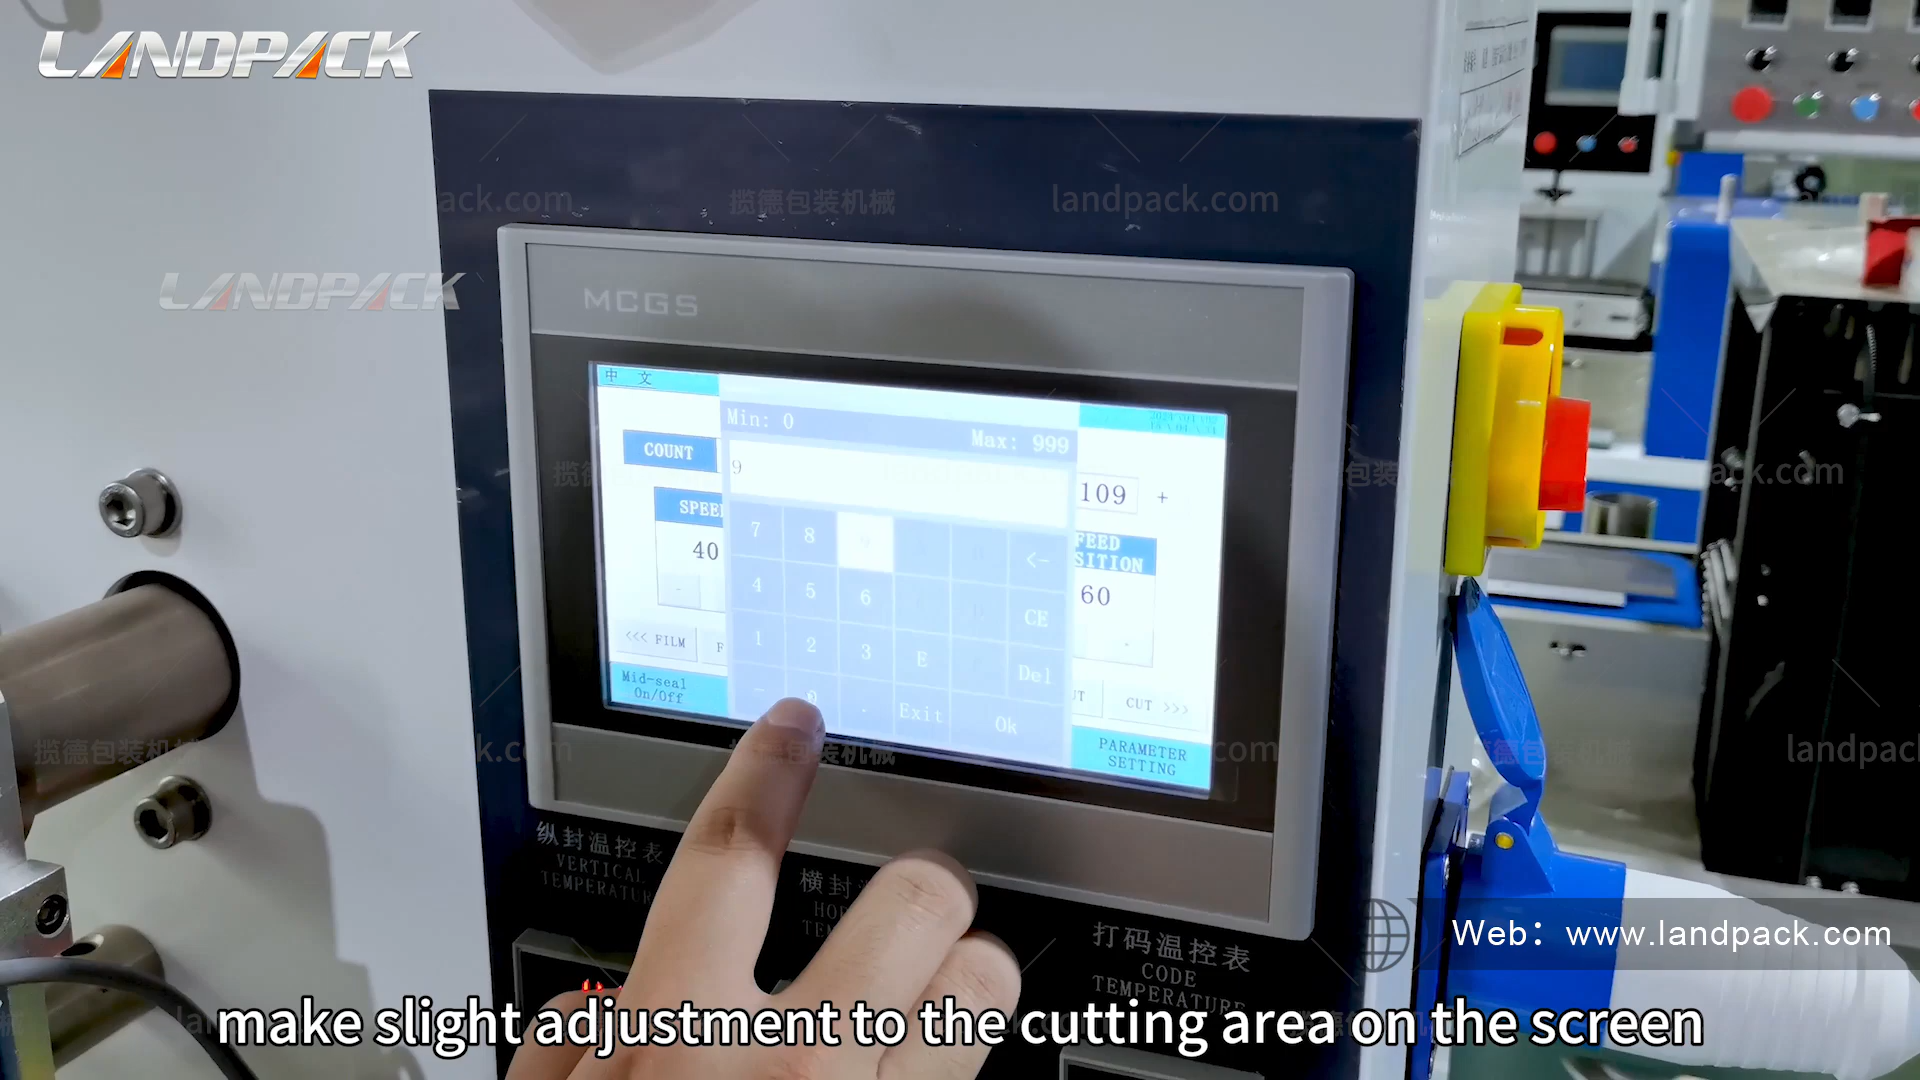 LANDPACK
landpack.com
揽德包装机械
landpack.com
LANDPACK
MCGS
中 文
Min: 0
Max: 999
COUNT
9
109 +
SPEED
40
7 8 9 <-
FEED
POSITION
60
4 5 6 CE
1 2 3 E Del
- 0 . Exit Ok
<<< FILM
CUT >>>
Mid-seal
On/Off
PARAMETER
SETTING
纵封温控表
VERTICAL
TEMPERATURE
横封
打码温控表
CODE
TEMPERATURE
Web: www.landpack.com
make slight adjustment to the cutting area on the screen